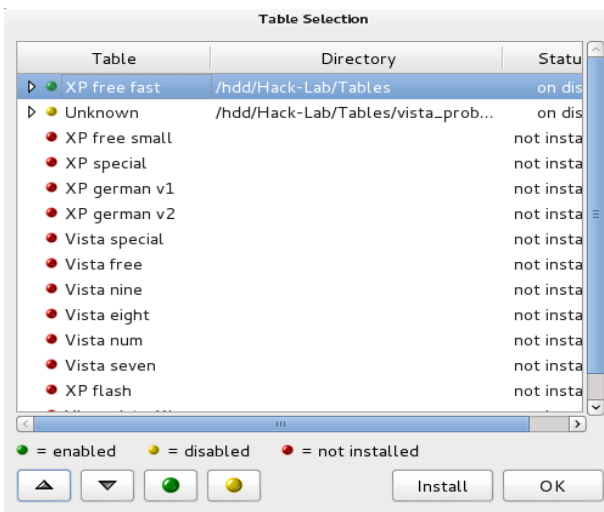 Table Selection
Table Directory Statu
XP free fast /hdd/Hack-Lab/Tables on dis
Unknown /hdd/Hack-Lab/Tables/vista_prob... on dis
XP free small not insta
XP special not insta
XP german v1 not insta
XP german v2 not insta
Vista special not insta
Vista free not insta
Vista nine not insta
Vista eight not insta
Vista num not insta
Vista seven not insta
XP flash not insta
= enabled = disabled = not installed
Install OK